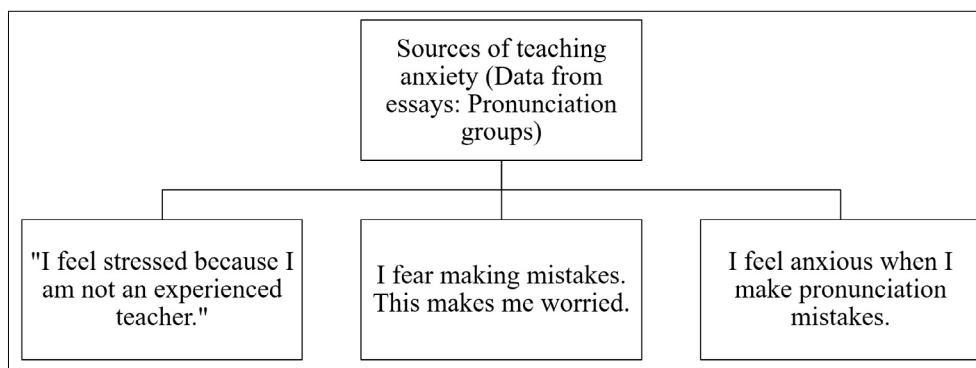 Sources of teaching
anxiety (Data from
essays: Pronunciation
groups)
"I feel stressed because I
am not an experienced
teacher."
I fear making mistakes.
This makes me worried.
I feel anxious when I
make pronunciation
mistakes.